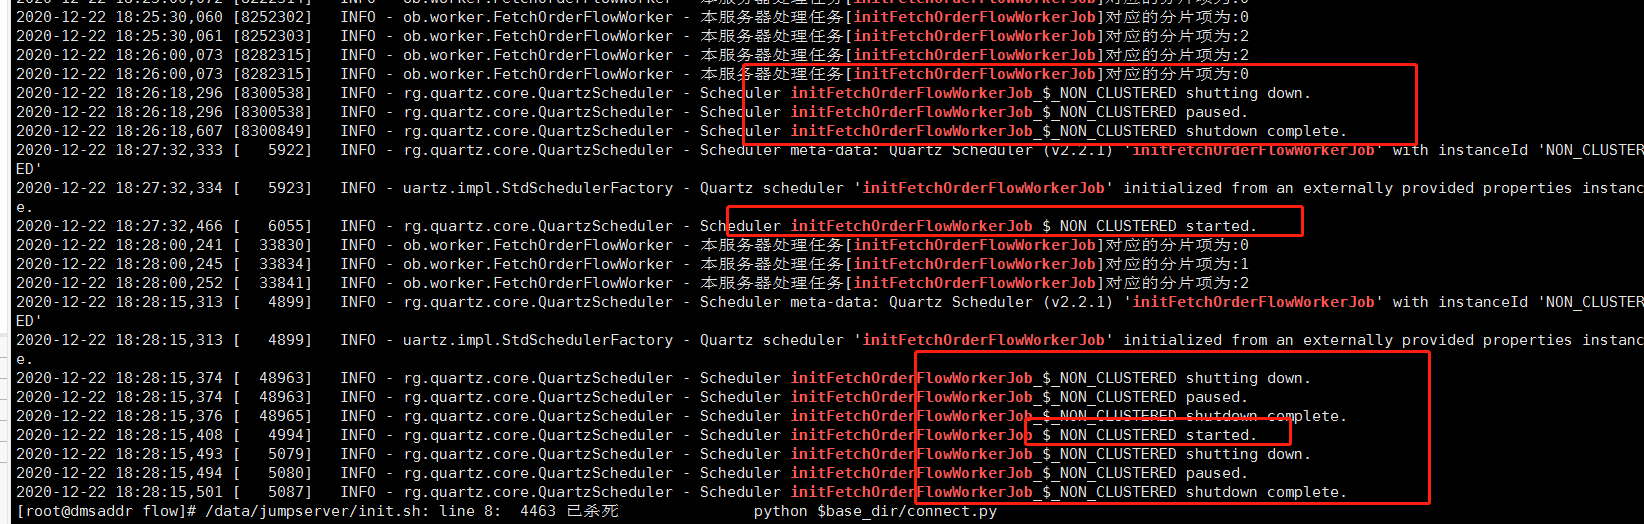 2020-12-22 18:25:30,060 [8252302]   INFO - ob.worker.FetchOrderFlowWorker - 本服务器处理任务[initFetchOrderFlowWorkerJob]对应的分片项为:0
2020-12-22 18:25:30,061 [8252303]   INFO - ob.worker.FetchOrderFlowWorker - 本服务器处理任务[initFetchOrderFlowWorkerJob]对应的分片项为:2
2020-12-22 18:26:00,073 [8282315]   INFO - ob.worker.FetchOrderFlowWorker - 本服务器处理任务[initFetchOrderFlowWorkerJob]对应的分片项为:2
2020-12-22 18:26:00,073 [8282315]   INFO - ob.worker.FetchOrderFlowWorker - 本服务器处理任务[initFetchOrderFlowWorkerJob]对应的分片项为:0
2020-12-22 18:26:18,296 [8300538]   INFO - rg.quartz.core.QuartzScheduler - Scheduler initFetchOrderFlowWorkerJob_$_NON_CLUSTERED shutting down.
2020-12-22 18:26:18,296 [8300538]   INFO - rg.quartz.core.QuartzScheduler - Scheduler initFetchOrderFlowWorkerJob_$_NON_CLUSTERED paused.
2020-12-22 18:26:18,607 [8300849]   INFO - rg.quartz.core.QuartzScheduler - Scheduler initFetchOrderFlowWorkerJob_$_NON_CLUSTERED shutdown complete.
2020-12-22 18:27:32,333 [   5922]   INFO - rg.quartz.core.QuartzScheduler - Scheduler meta-data: Quartz Scheduler (v2.2.1) 'initFetchOrderFlowWorkerJob' with instanceId 'NON_CLUSTER
ED'
2020-12-22 18:27:32,334 [   5923]   INFO - uartz.impl.StdSchedulerFactory - Quartz scheduler 'initFetchOrderFlowWorkerJob' initialized from an externally provided properties instanc
e.
2020-12-22 18:27:32,466 [   6055]   INFO - rg.quartz.core.QuartzScheduler - Scheduler initFetchOrderFlowWorkerJob_$_NON_CLUSTERED started.
2020-12-22 18:28:00,241 [  33830]   INFO - ob.worker.FetchOrderFlowWorker - 本服务器处理任务[initFetchOrderFlowWorkerJob]对应的分片项为:0
2020-12-22 18:28:00,245 [  33834]   INFO - ob.worker.FetchOrderFlowWorker - 本服务器处理任务[initFetchOrderFlowWorkerJob]对应的分片项为:1
2020-12-22 18:28:00,252 [  33841]   INFO - ob.worker.FetchOrderFlowWorker - 本服务器处理任务[initFetchOrderFlowWorkerJob]对应的分片项为:2
2020-12-22 18:28:15,313 [   4899]   INFO - rg.quartz.core.QuartzScheduler - Scheduler meta-data: Quartz Scheduler (v2.2.1) 'initFetchOrderFlowWorkerJob' with instanceId 'NON_CLUSTER
ED'
2020-12-22 18:28:15,313 [   4899]   INFO - uartz.impl.StdSchedulerFactory - Quartz scheduler 'initFetchOrderFlowWorkerJob' initialized from an externally provided properties instanc
e.
2020-12-22 18:28:15,374 [  48963]   INFO - rg.quartz.core.QuartzScheduler - Scheduler initFetchOrderFlowWorkerJob_$_NON_CLUSTERED shutting down.
2020-12-22 18:28:15,374 [  48963]   INFO - rg.quartz.core.QuartzScheduler - Scheduler initFetchOrderFlowWorkerJob_$_NON_CLUSTERED paused.
2020-12-22 18:28:15,376 [  48965]   INFO - rg.quartz.core.QuartzScheduler - Scheduler initFetchOrderFlowWorkerJob_$_NON_CLUSTERED shutdown complete.
2020-12-22 18:28:15,408 [   4994]   INFO - rg.quartz.core.QuartzScheduler - Scheduler initFetchOrderFlowWorkerJob_$_NON_CLUSTERED started.
2020-12-22 18:28:15,493 [   5079]   INFO - rg.quartz.core.QuartzScheduler - Scheduler initFetchOrderFlowWorkerJob_$_NON_CLUSTERED shutting down.
2020-12-22 18:28:15,494 [   5080]   INFO - rg.quartz.core.QuartzScheduler - Scheduler initFetchOrderFlowWorkerJob_$_NON_CLUSTERED paused.
2020-12-22 18:28:15,501 [   5087]   INFO - rg.quartz.core.QuartzScheduler - Scheduler initFetchOrderFlowWorkerJob_$_NON_CLUSTERED shutdown complete.
[root@dmsaddr flow]# /data/jumpserver/init.sh: line 8:  4463 已杀死               python $base_dir/connect.py